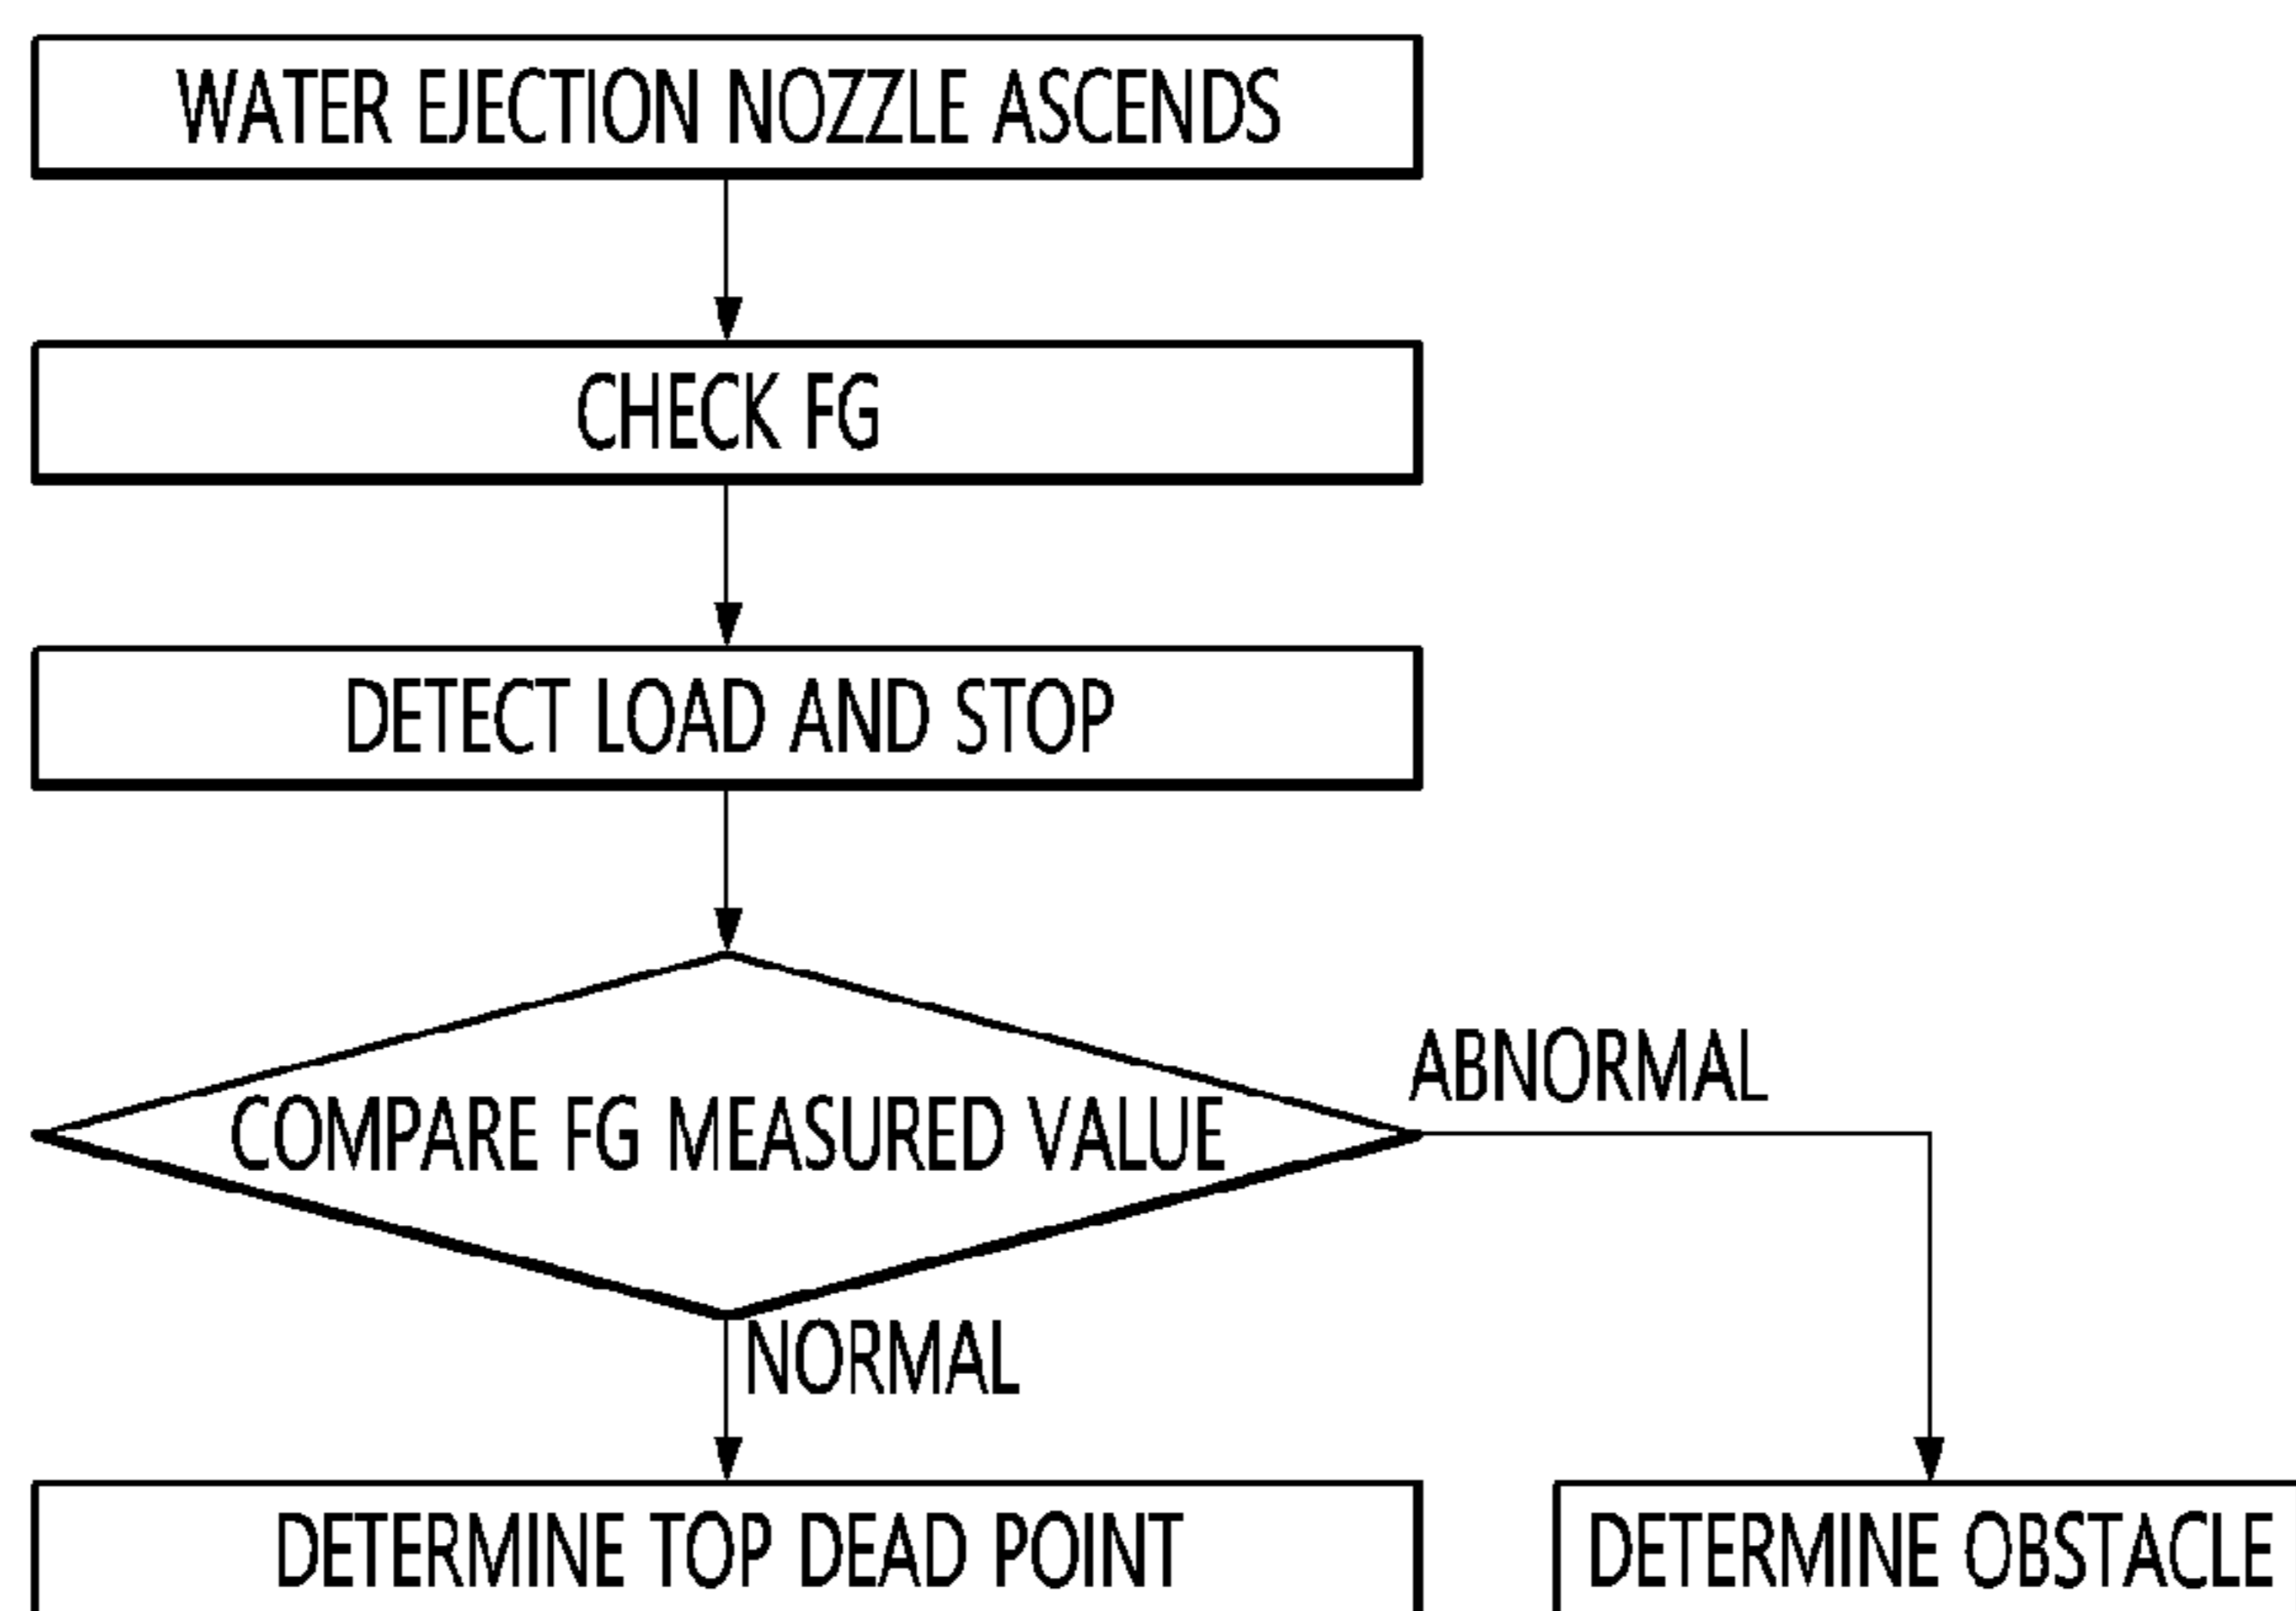 WATER EJECTION NOZZLE ASCENDS
CHECK FG
DETECT LOAD AND STOP
COMPARE FG MEASURED VALUE
ABNORMAL
NORMAL
DETERMINE TOP DEAD POINT
DETERMINE OBSTACLE